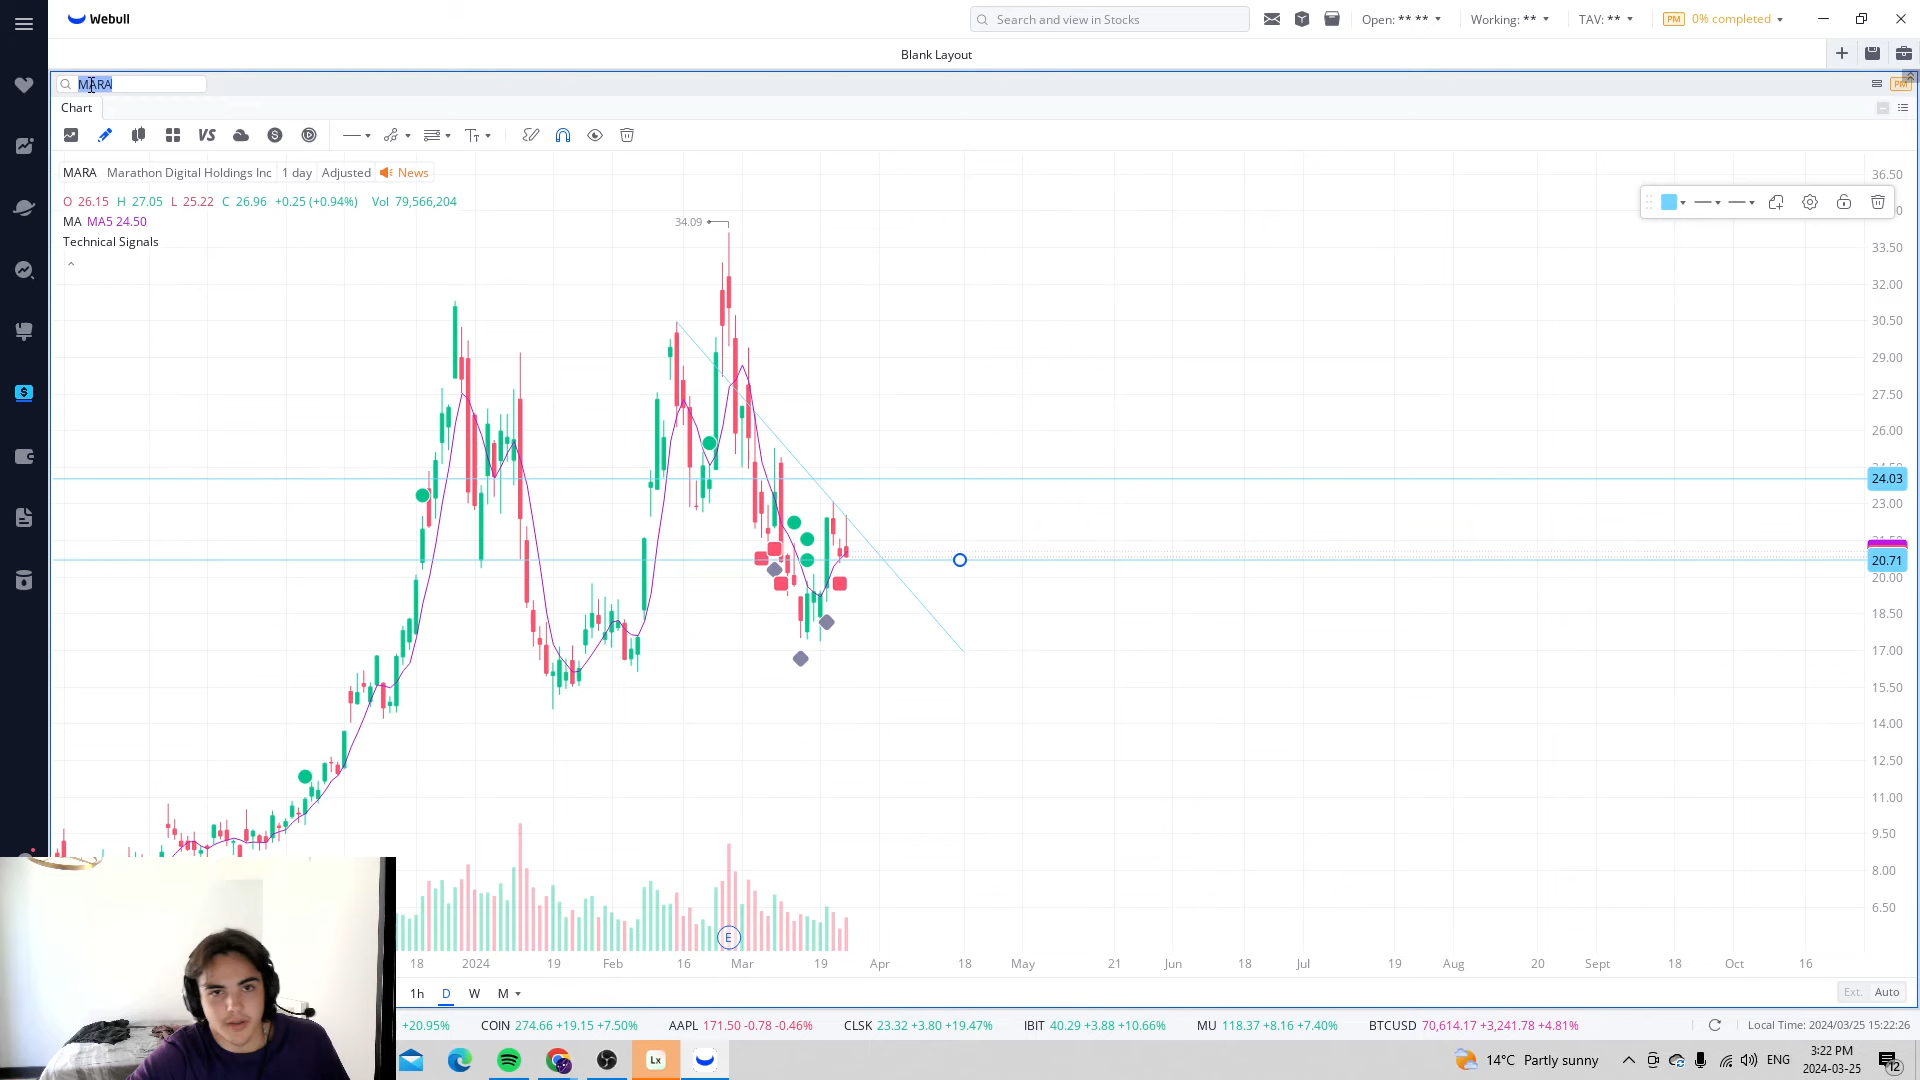 Webull
Search and view in Stocks
Open: ** **
Working: **
TAV: **
PM 0% completed
Blank Layout
MARA
PM
Chart
VS
MARA Marathon Digital Holdings Inc 1 day Adjusted News
O 26.15 H 27.05 L 25.22 C 26.96 +0.25 (+0.94%) Vol 79,566,204
MA MA5 24.50
Technical Signals
34.09
36.50
33.50
32.00
30.50
29.00
27.50
26.00
24.03
23.00
20.71
20.00
18.50
17.00
15.50
14.00
12.50
11.00
9.50
8.00
6.50
E
18 2024 19 Feb 16 Mar 19 Apr 18 May 21 Jun 18 Jul 19 Aug 20 Sept 18 Oct 16
1h D W M
Ext. Auto
+20.95% COIN 274.66 +19.15 +7.50% AAPL 171.50 -0.78 -0.46% CLSK 23.32 +3.80 +19.47% IBIT 40.29 +3.88 +10.66% MU 118.37 +8.16 +7.40% BTCUSD 70,614.17 +3,241.78 +4.81%
Local Time: 2024/03/25 15:22:26
Lx
14°C Partly sunny
ENG
3:22 PM
2024-03-25
12